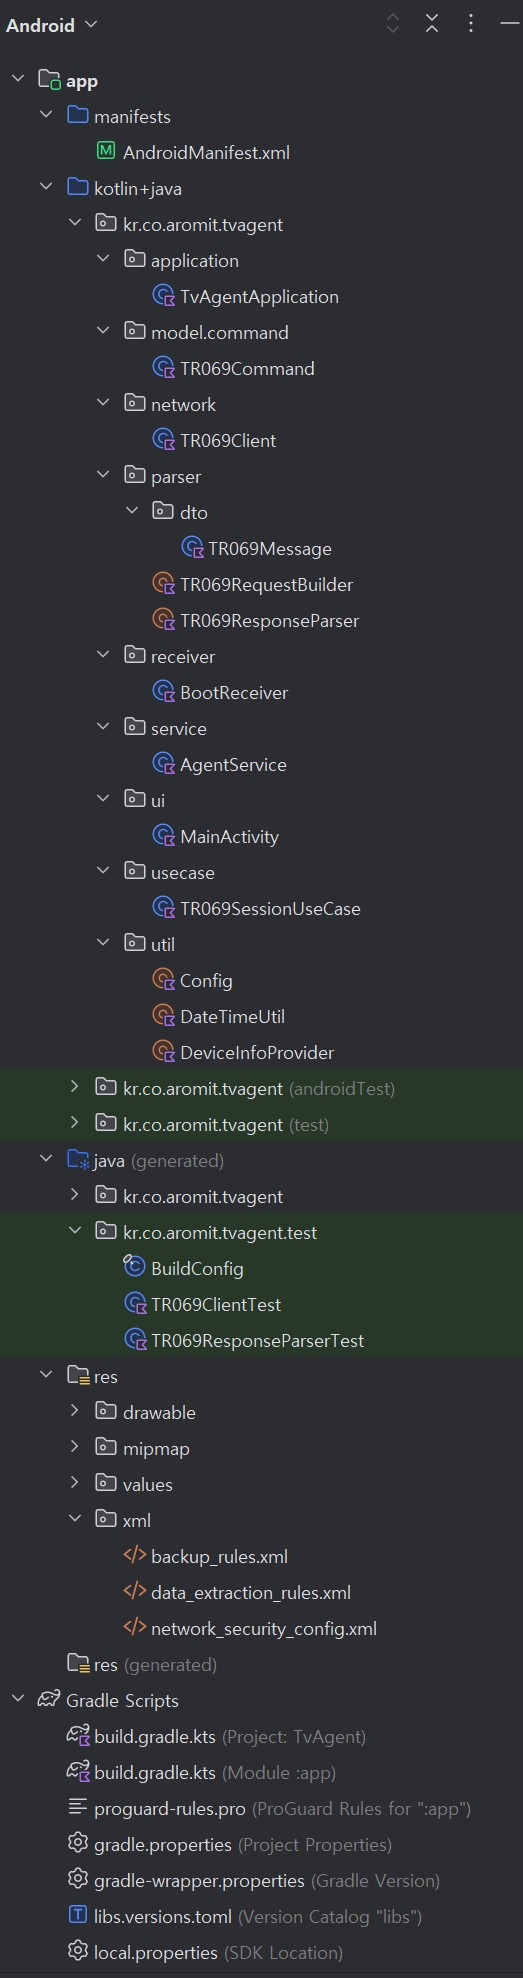 Android
app
manifests
AndroidManifest.xml
kotlin+java
kr.co.aromit.tvagent
application
TvAgentApplication
model.command
TR069Command
network
TR069Client
parser
dto
TR069Message
TR069RequestBuilder
TR069ResponseParser
receiver
BootReceiver
service
AgentService
ui
MainActivity
usecase
TR069SessionUseCase
util
Config
DateTimeUtil
DeviceInfoProvider
kr.co.aromit.tvagent (androidTest)
kr.co.aromit.tvagent (test)
java (generated)
kr.co.aromit.tvagent
kr.co.aromit.tvagent.test
BuildConfig
TR069ClientTest
TR069ResponseParserTest
res
drawable
mipmap
values
xml
backup_rules.xml
data_extraction_rules.xml
network_security_config.xml
res (generated)
Gradle Scripts
build.gradle.kts (Project: TvAgent)
build.gradle.kts (Module :app)
proguard-rules.pro (ProGuard Rules for ":app")
gradle.properties (Project Properties)
gradle-wrapper.properties (Gradle Version)
libs.versions.toml (Version Catalog "libs")
local.properties (SDK Location)